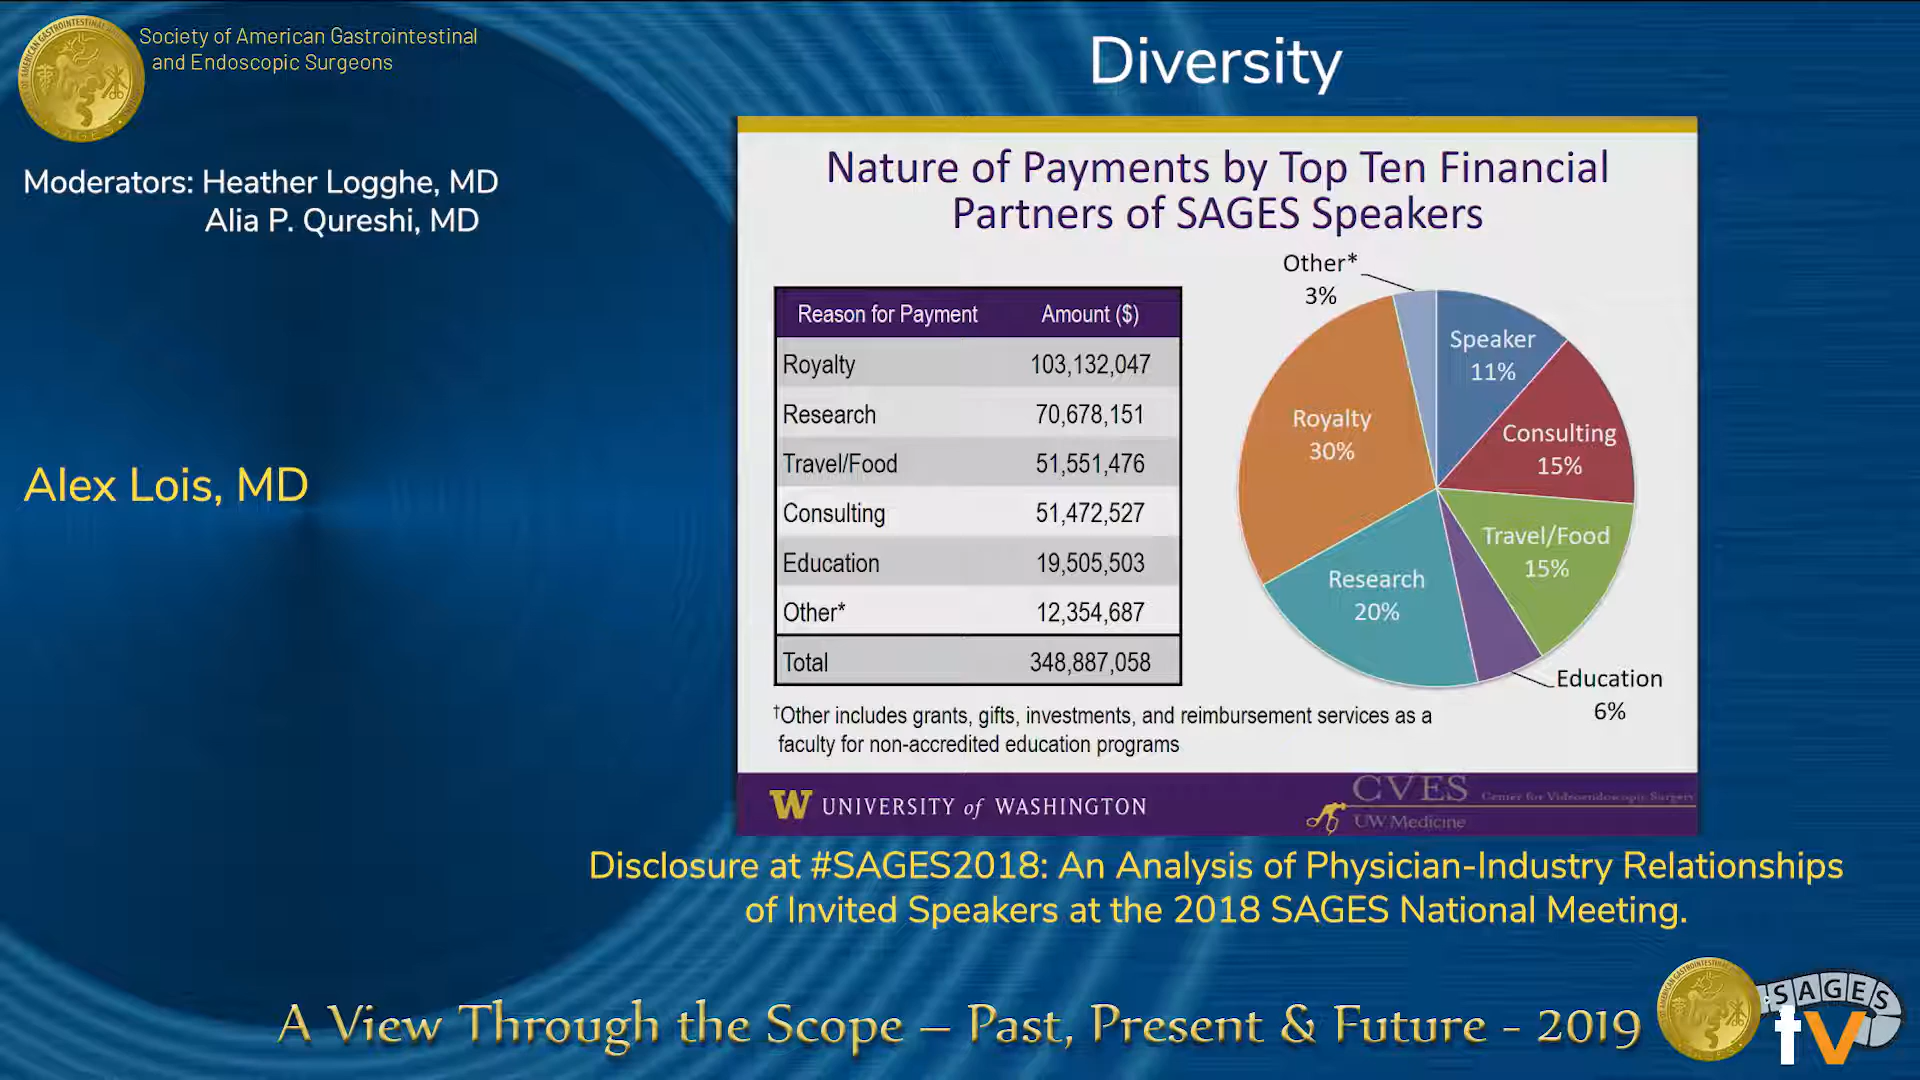 Society of American Gastrointestinal
and Endoscopic Surgeons
Diversity
Moderators: Heather Logghe, MD
Alia P. Qureshi, MD
Alex Lois, MD
Nature of Payments by Top Ten Financial
Partners of SAGES Speakers
Reason for Payment Amount ($)
Royalty 103,132,047
Research 70,678,151
Travel/Food 51,551,476
Consulting 51,472,527
Education 19,505,503
Other* 12,354,687
Total 348,887,058
Other*
3%
Speaker
11%
Consulting
15%
Travel/Food
15%
Education
6%
Research
20%
Royalty
30%
†Other includes grants, gifts, investments, and reimbursement services as a
faculty for non-accredited education programs
W UNIVERSITY of WASHINGTON
CVES Center for Videoendoscopic Surgery
UW Medicine
Disclosure at #SAGES2018: An Analysis of Physician-Industry Relationships
of Invited Speakers at the 2018 SAGES National Meeting.
A View Through the Scope – Past, Present & Future - 2019
SAGES
tV